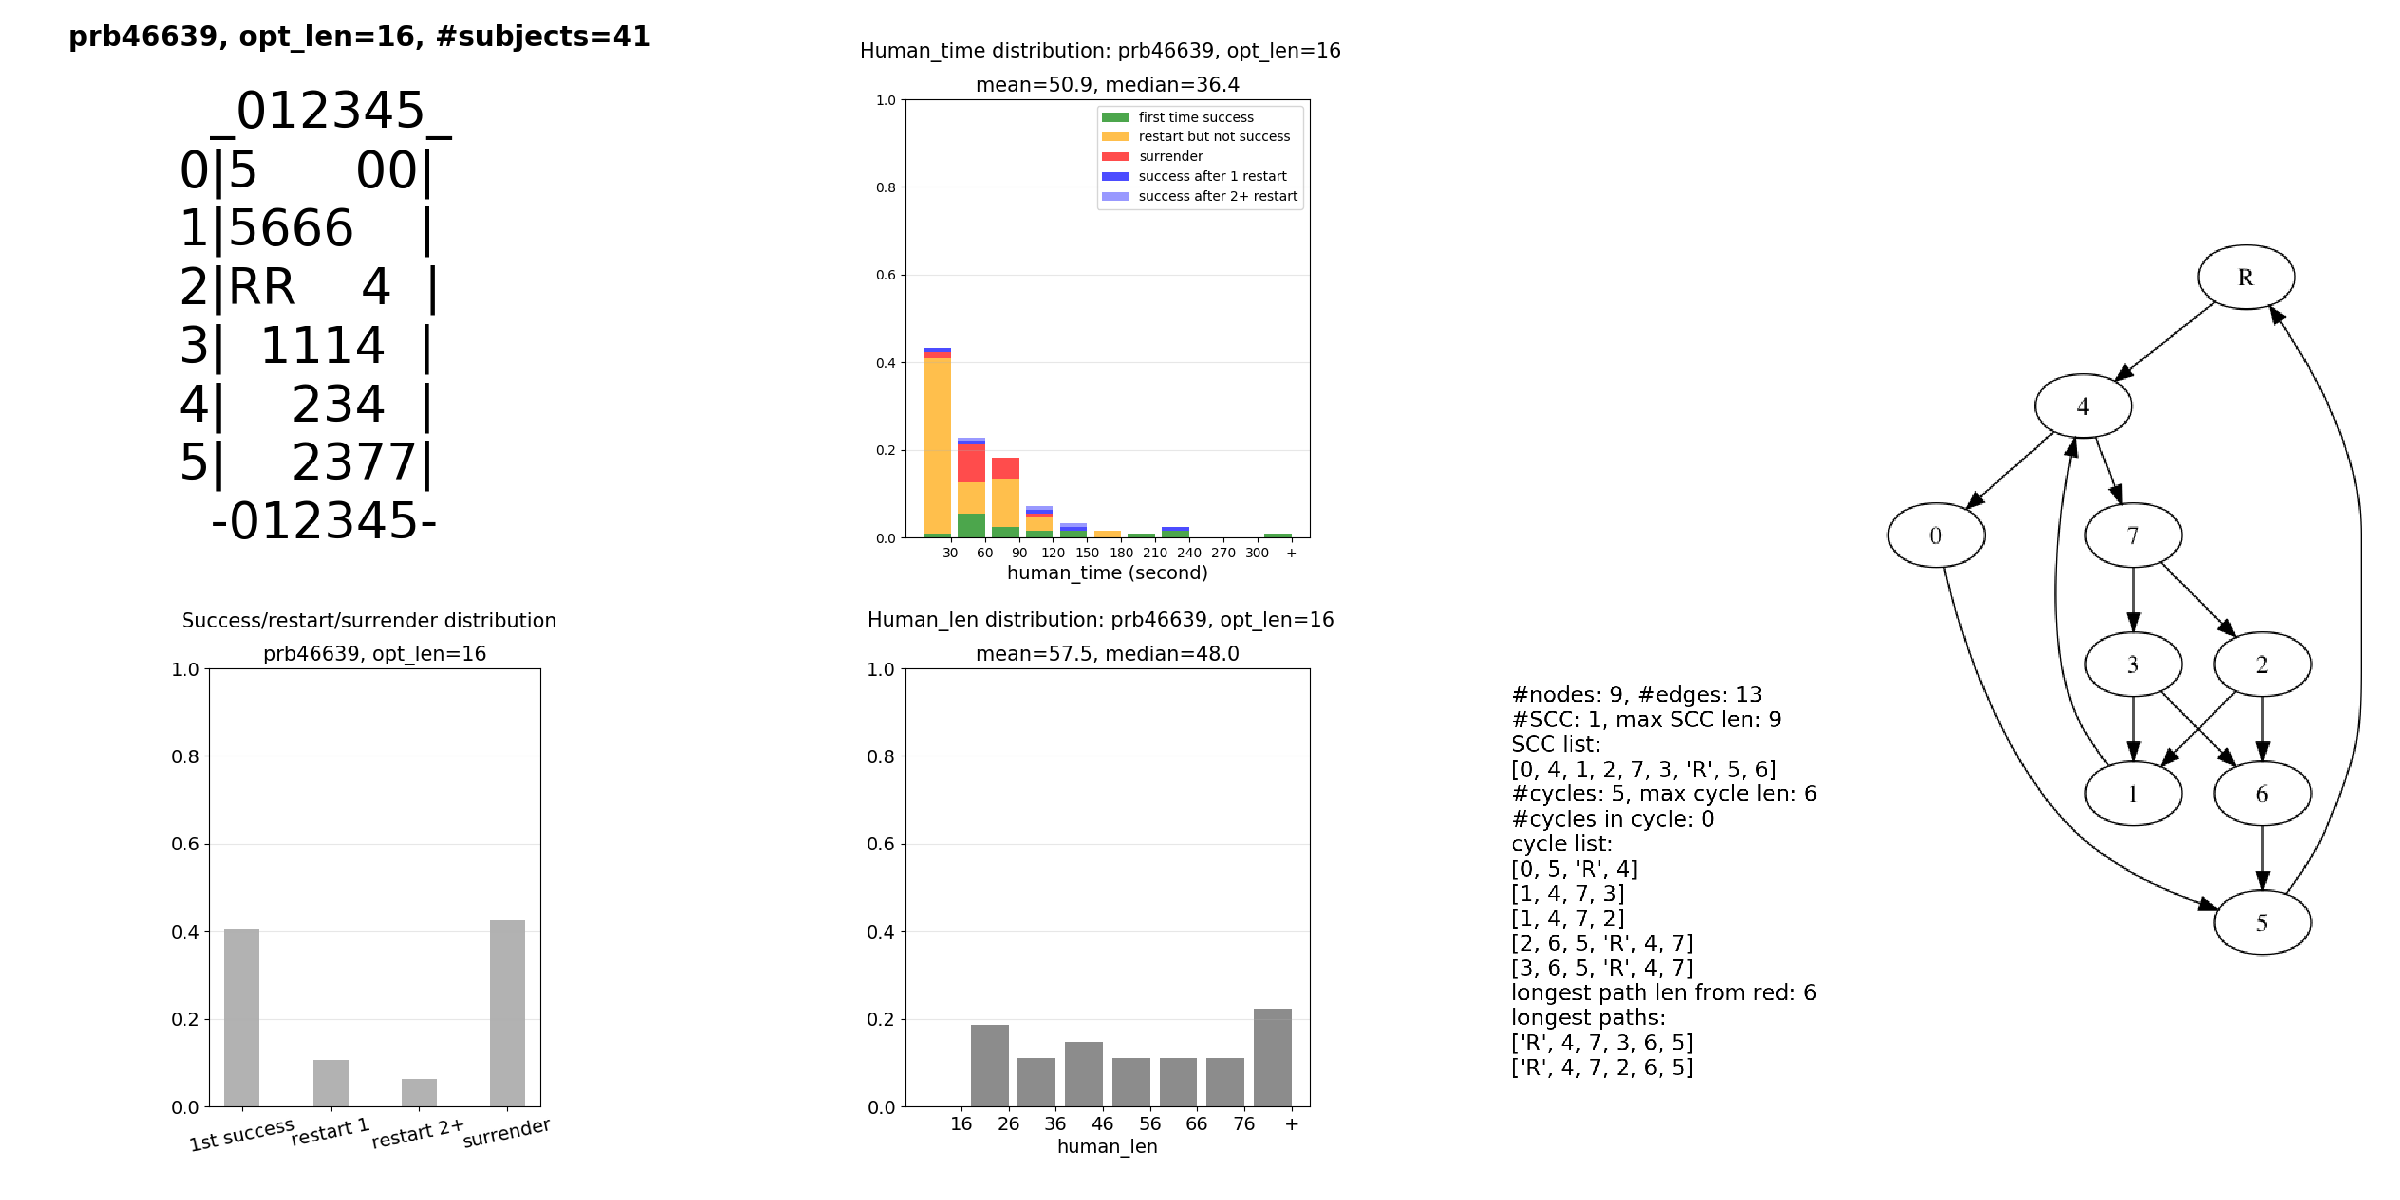 prb46639, opt_len=16, #subjects=41
_012345_
0|5   00|
1|5666  |
2|RR  4 |
3| 1114 |
4|  234 |
5|  2377|
-012345-
Human_time distribution: prb46639, opt_len=16
mean=50.9, median=36.4
1.0
0.8
0.6
0.4
0.2
0.0
first time success
restart but not success
surrender
success after 1 restart
success after 2+ restart
30 60 90 120 150 180 210 240 270 300 +
human_time (second)
Success/restart/surrender distribution
prb46639, opt_len=16
1.0
0.8
0.6
0.4
0.2
0.0
1st success restart 1 restart 2+ surrender
Human_len distribution: prb46639, opt_len=16
mean=57.5, median=48.0
1.0
0.8
0.6
0.4
0.2
0.0
16 26 36 46 56 66 76 +
human_len
#nodes: 9, #edges: 13
#SCC: 1, max SCC len: 9
SCC list:
[0, 4, 1, 2, 7, 3, 'R', 5, 6]
#cycles: 5, max cycle len: 6
#cycles in cycle: 0
cycle list:
[0, 5, 'R', 4]
[1, 4, 7, 3]
[1, 4, 7, 2]
[2, 6, 5, 'R', 4, 7]
[3, 6, 5, 'R', 4, 7]
longest path len from red: 6
longest paths:
['R', 4, 7, 3, 6, 5]
['R', 4, 7, 2, 6, 5]
R
4
0 7
3 2
1 6
5